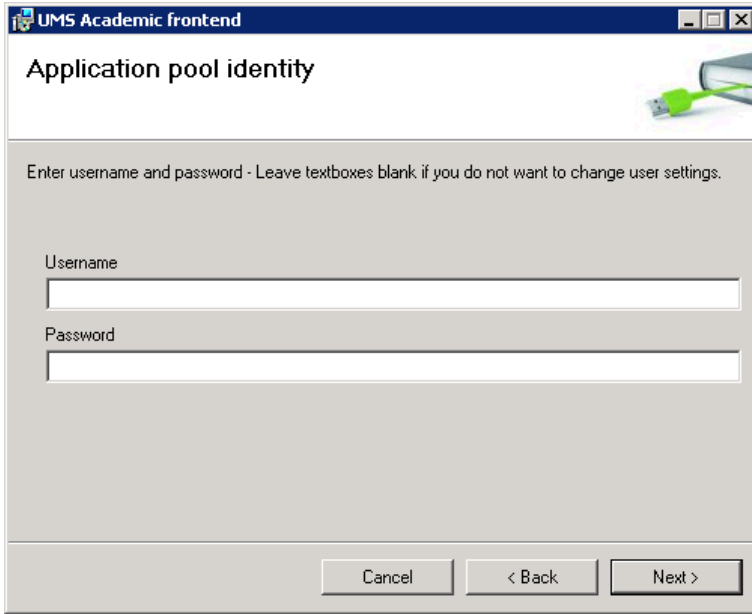 UMS Academic frontend
Application pool identity
Enter username and password - Leave textboxes blank if you do not want to change user settings.
Username
Password
Cancel
< Back
Next >